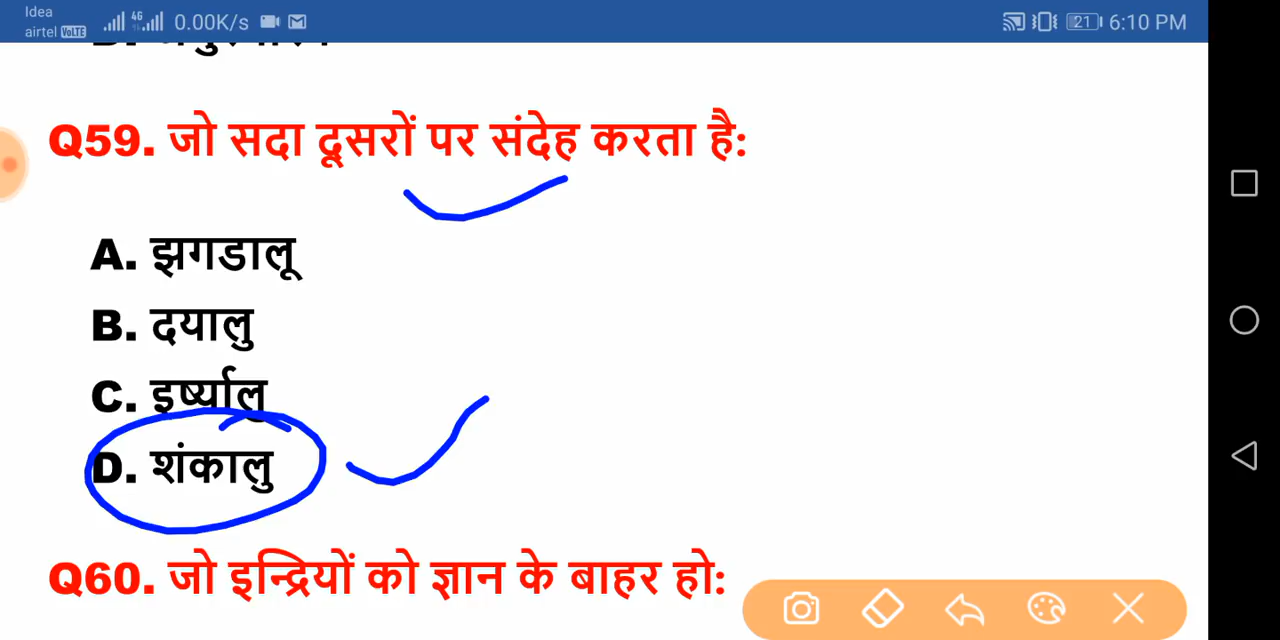 Idea
airtel VoLTE 4G 0.00K/s 21 6:10 PM
Q59. जो सदा दूसरों पर संदेह करता है:
A. झगडालू
B. दयालु
C. इर्ष्यालु
D. शंकालु
Q60. जो इन्द्रियों को ज्ञान के बाहर हो: